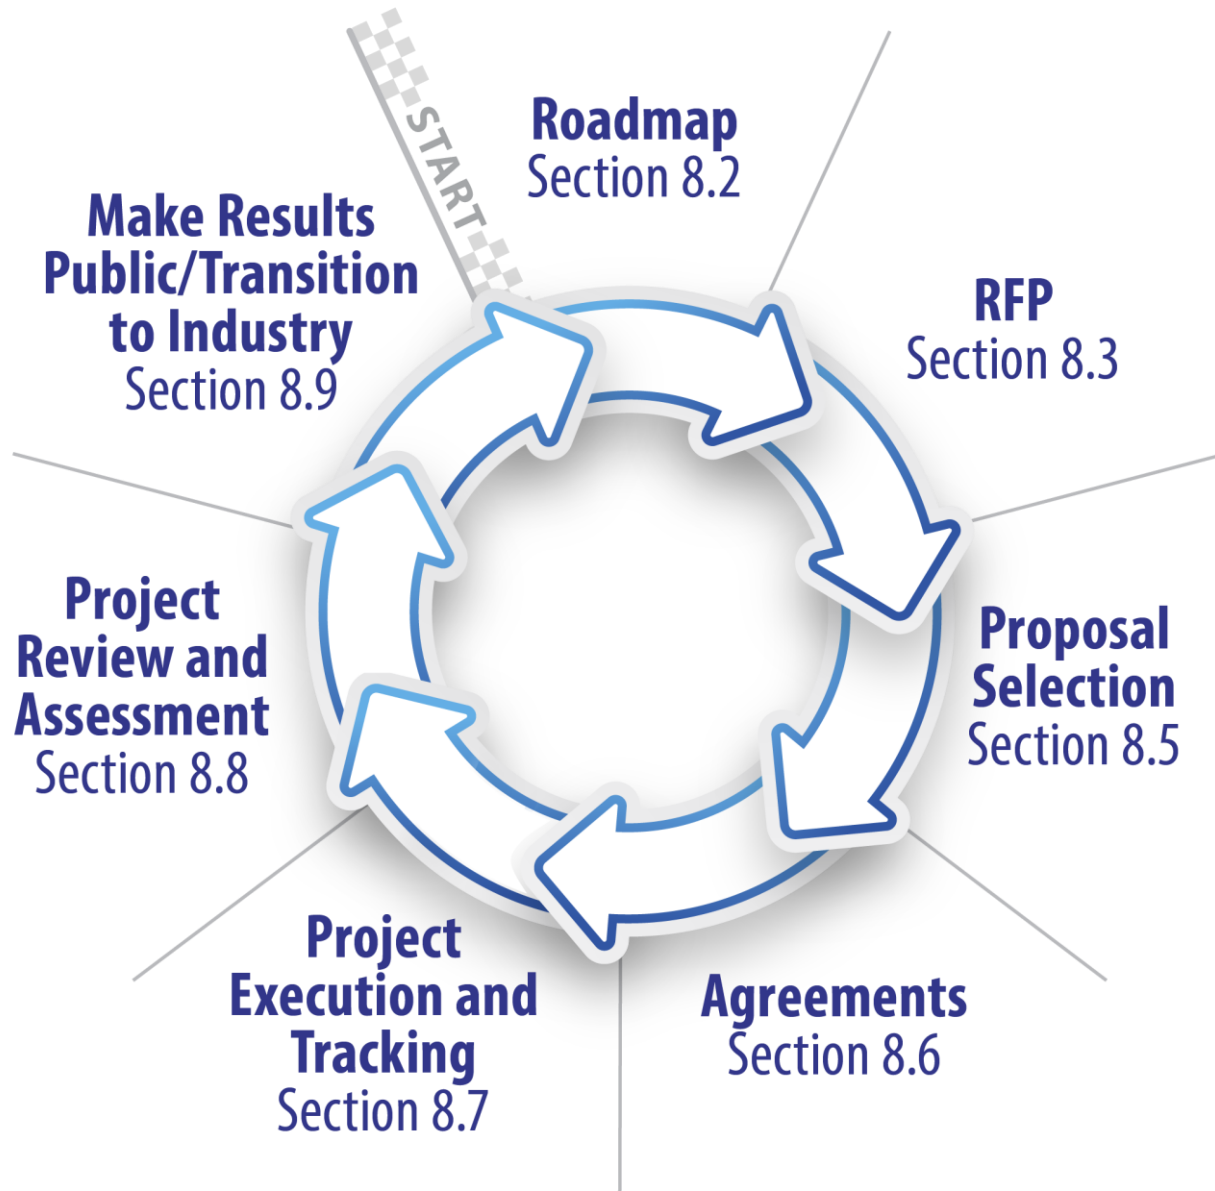 START
Roadmap
Section 8.2
RFP
Section 8.3
Proposal
Selection
Section 8.5
Agreements
Section 8.6
Project
Execution and
Tracking
Section 8.7
Project
Review and
Assessment
Section 8.8
Make Results
Public/Transition
to Industry
Section 8.9